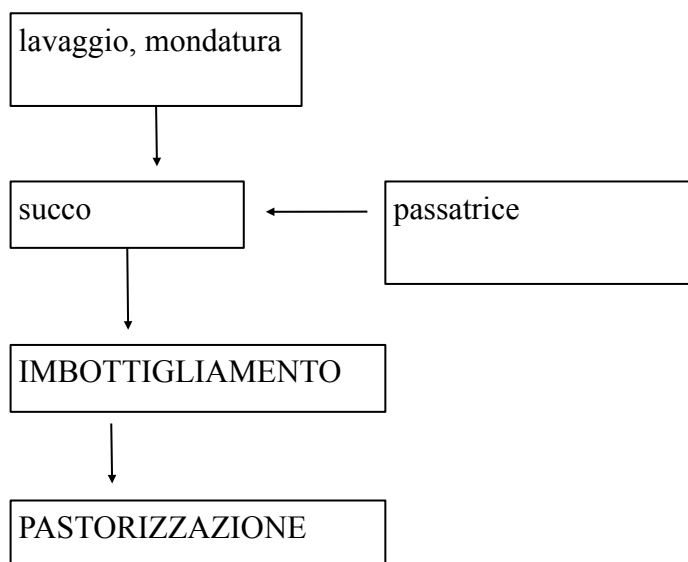 lavaggio, mondatura
succo
passatrice
IMBOTTIGLIAMENTO
PASTORIZZAZIONE